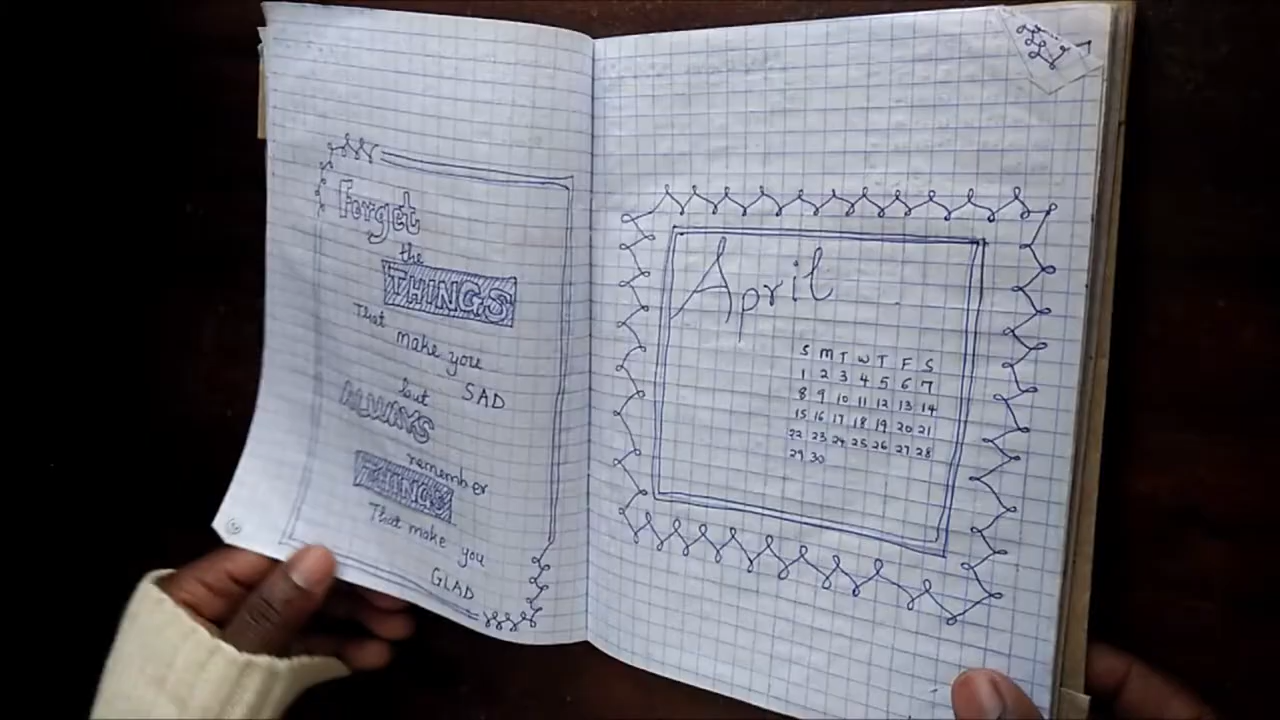 Forget
the
THINGS
That make you
SAD
but
ALWAYS
remember
THINGS
That make you
GLAD
April
S M T W T F S
1 2 3 4 5 6 7
8 9 10 11 12 13 14
15 16 17 18 19 20 21
22 23 24 25 26 27 28
29 30